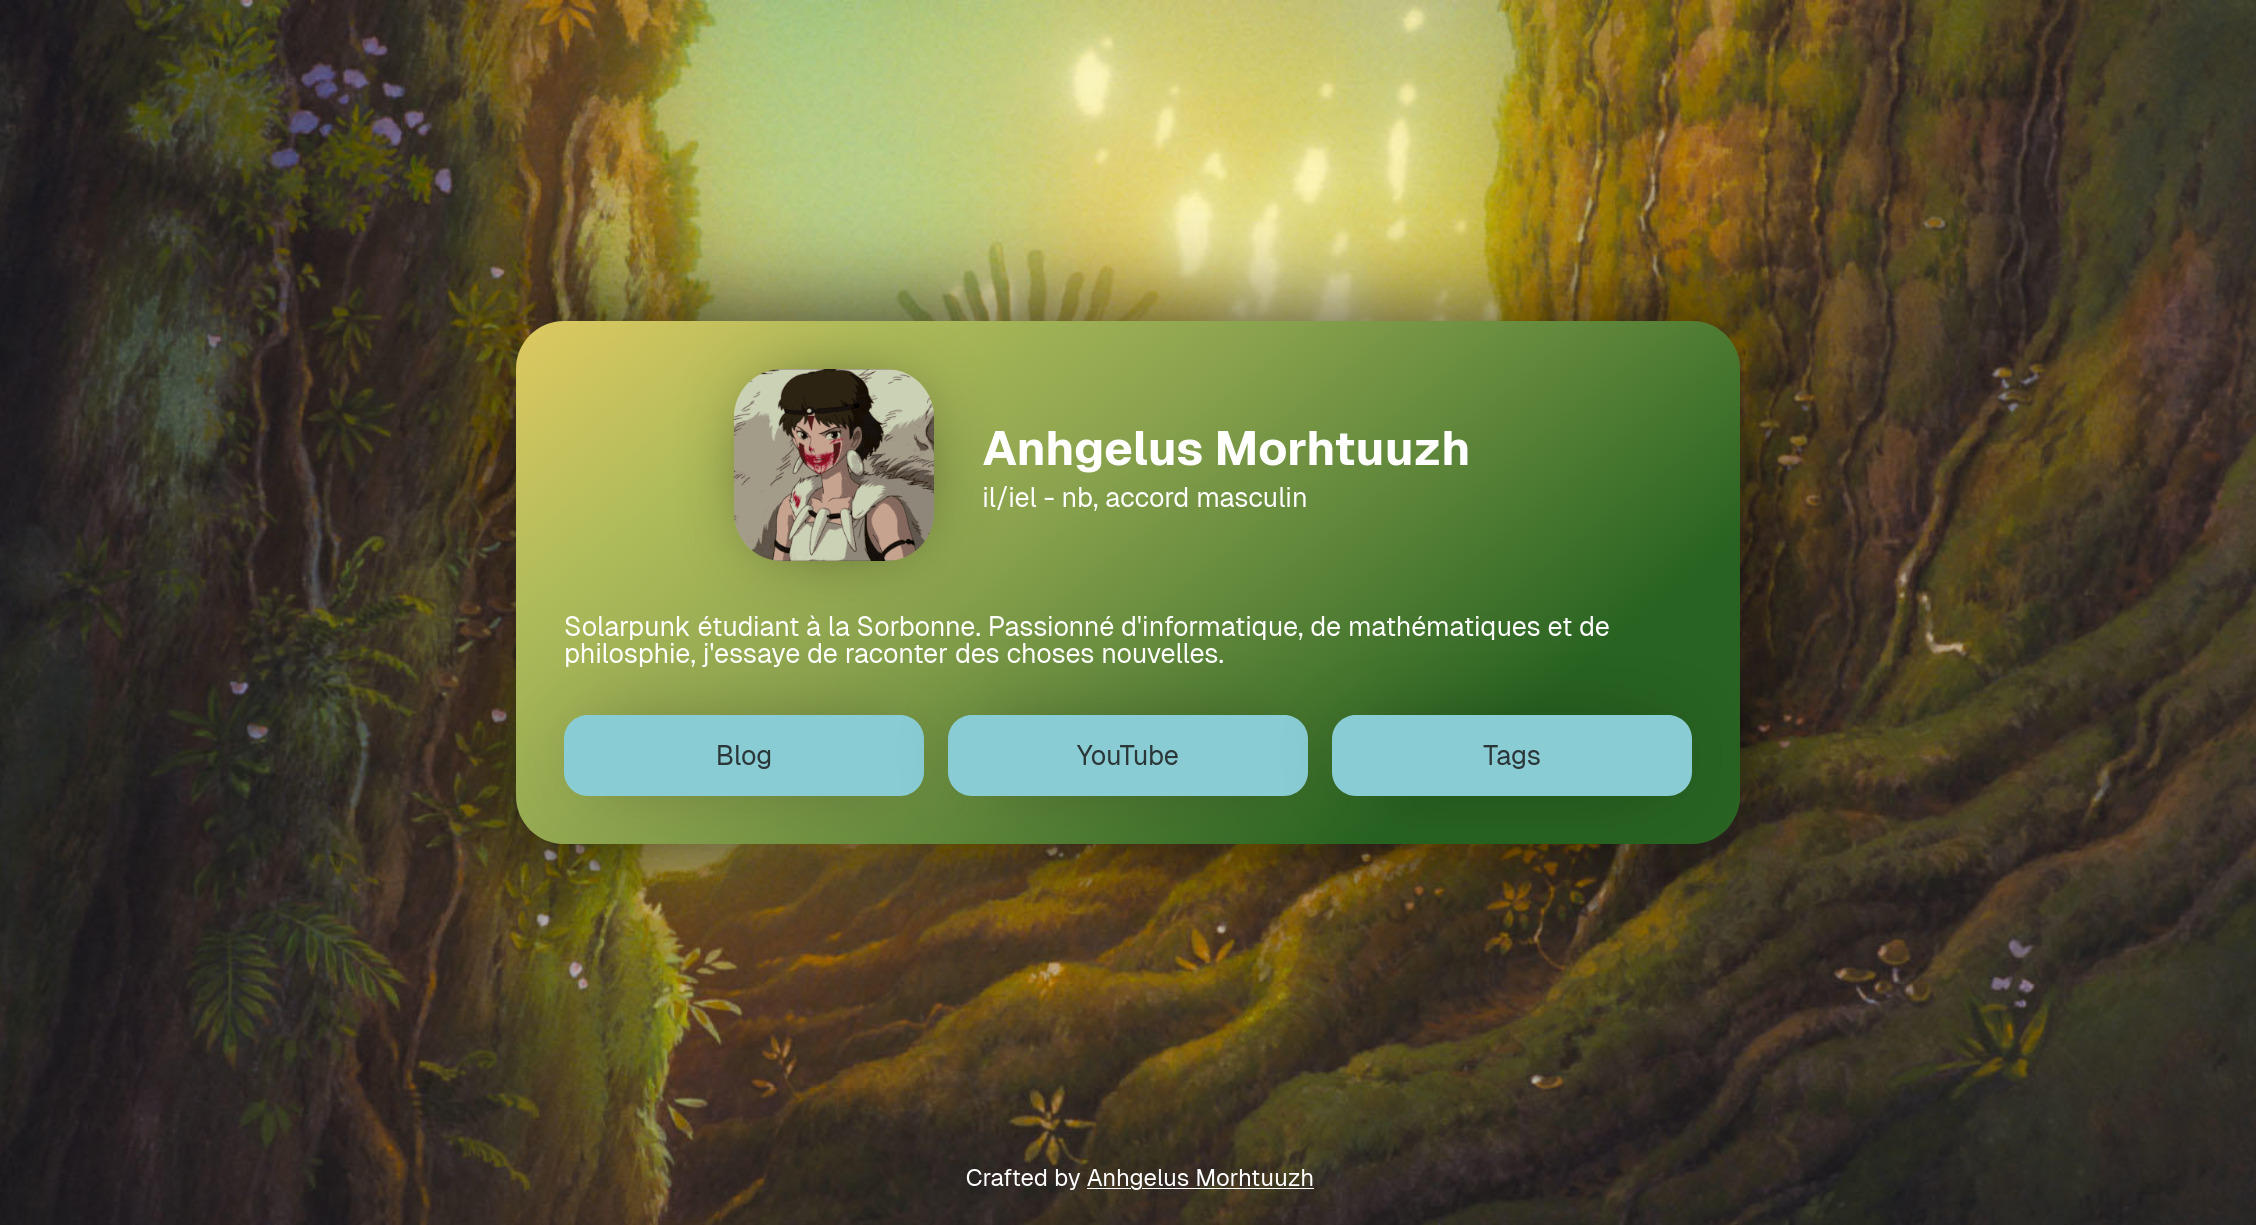 Anhgelus Morhtuuzh
il/iel - nb, accord masculin
Solarpunk étudiant à la Sorbonne. Passionné d'informatique, de mathématiques et de
philosphie, j'essaye de raconter des choses nouvelles.
Blog
YouTube
Tags
Crafted by Anhgelus Morhtuuzh